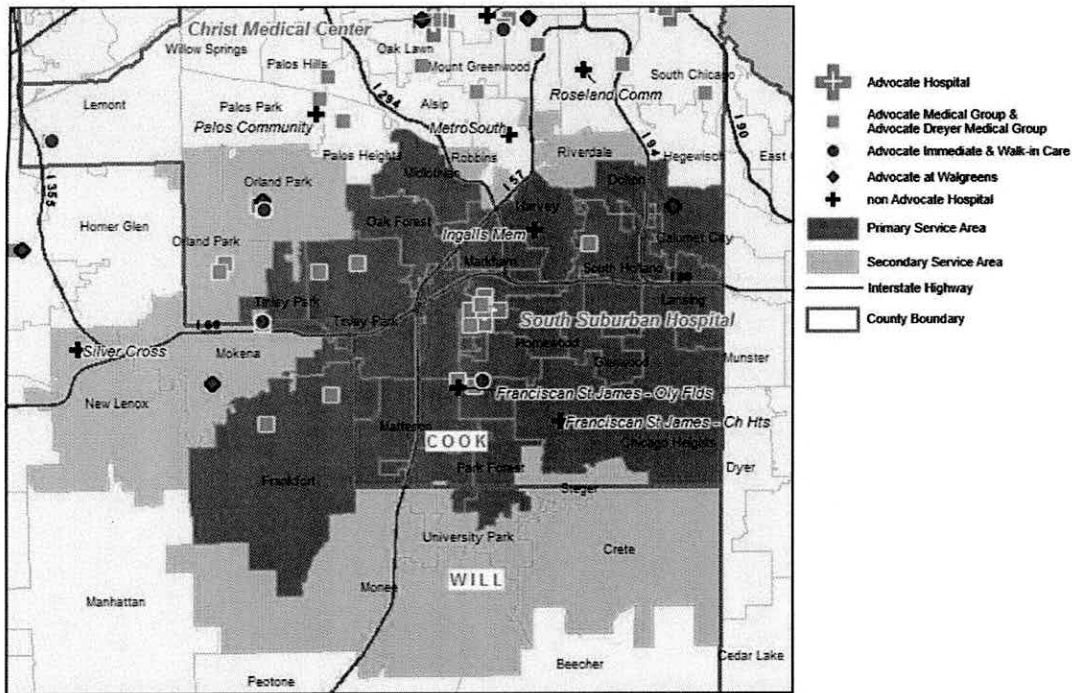 Christ Medical Center
Willow Springs
Oak Lawn
Palos Hills
Mount Greenwood
South Chicago
I 294
Roseland Comm
I 90
Lemont
Palos Park
Alsip
Palos Community
MetroSouth
I 94
Palos Heights
Robbins
Riverdale
Hegewisch
East
Midlothian
I 57
Dolton
I 355
Orland Park
Oak Forest
Harvey
Homer Glen
Ingalls Mem
Calumet City
Orland Park
Markham
South Holland
Tinley Park
Lansing
I 80
Tinley Park
South Suburban Hospital
Silver Cross
Mokena
Homewood
Glenwood
Munster
New Lenox
Franciscan St James - Oly Flds
Matteson
Franciscan St James - Ch Hts
COOK
Chicago Heights
Park Forest
Dyer
Frankfort
Steger
University Park
Crete
WILL
Monee
Manhattan
Beecher
Cedar Lake
Peotone
Advocate Hospital
Advocate Medical Group &
Advocate Dreyer Medical Group
Advocate Immediate & Walk-in Care
Advocate at Walgreens
non Advocate Hospital
Primary Service Area
Secondary Service Area
Interstate Highway
County Boundary